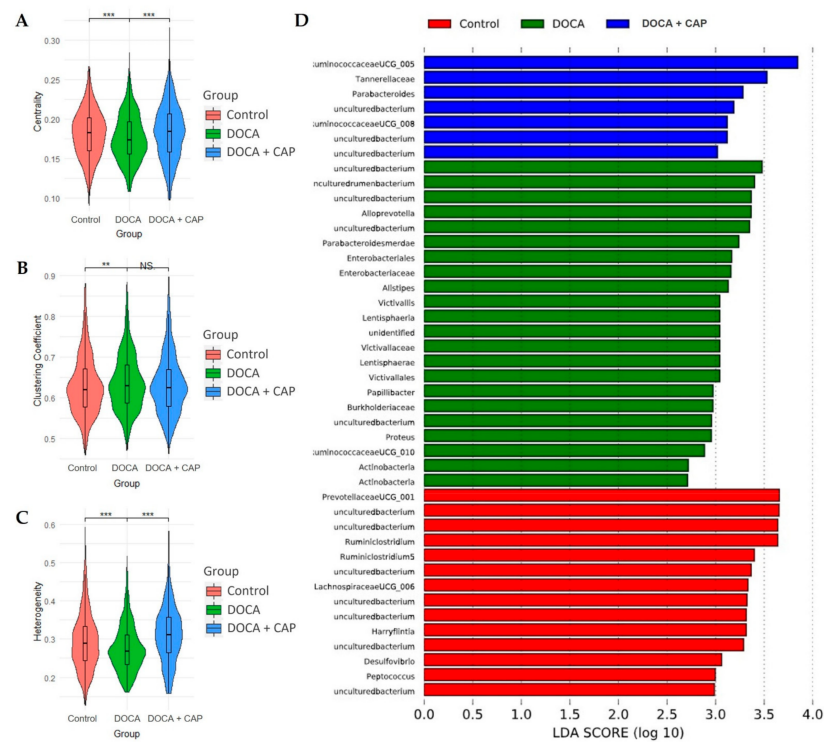 A
***
***
0.30
0.25
0.20
0.15
0.10
Centrality
Control
DOCA
DOCA + CAP
Group
Group
Control
DOCA
DOCA + CAP
B
**
NS.
0.9
0.8
0.7
0.6
0.5
Clustering Coefficient
Control
DOCA
DOCA + CAP
Group
Group
Control
DOCA
DOCA + CAP
C
***
***
0.6
0.5
0.4
0.3
0.2
Heterogeneity
Control
DOCA
DOCA + CAP
Group
Group
Control
DOCA
DOCA + CAP
D
Control
DOCA
DOCA + CAP
uminococcaceaeUCG_005
Tannerellaceae
Parabacteroides
unculturedbacterium
uminococcaceaeUCG_008
unculturedbacterium
unculturedbacterium
unculturedbacterium
nculturedrumenbacterium
unculturedbacterium
Alloprevotella
unculturedbacterium
Parabacteroidesmerdae
Enterobacteriales
Enterobacteriaceae
Alistipes
Victivallis
Lentisphaeria
unidentified
Victivallaceae
Lentisphaerae
Victivallales
Papillibacter
Burkholderiaceae
unculturedbacterium
Proteus
uminococcaceaeUCG_010
Actinobacteria
Actinobacteria
PrevotellaceaeUCG_001
unculturedbacterium
unculturedbacterium
Ruminiclostridium
Ruminiclostridium5
unculturedbacterium
LachnospiraceaeUCG_006
unculturedbacterium
unculturedbacterium
Harryflintia
unculturedbacterium
Desulfovibrio
Peptococcus
unculturedbacterium
0.0 0.5 1.0 1.5 2.0 2.5 3.0 3.5 4.0
LDA SCORE (log 10)